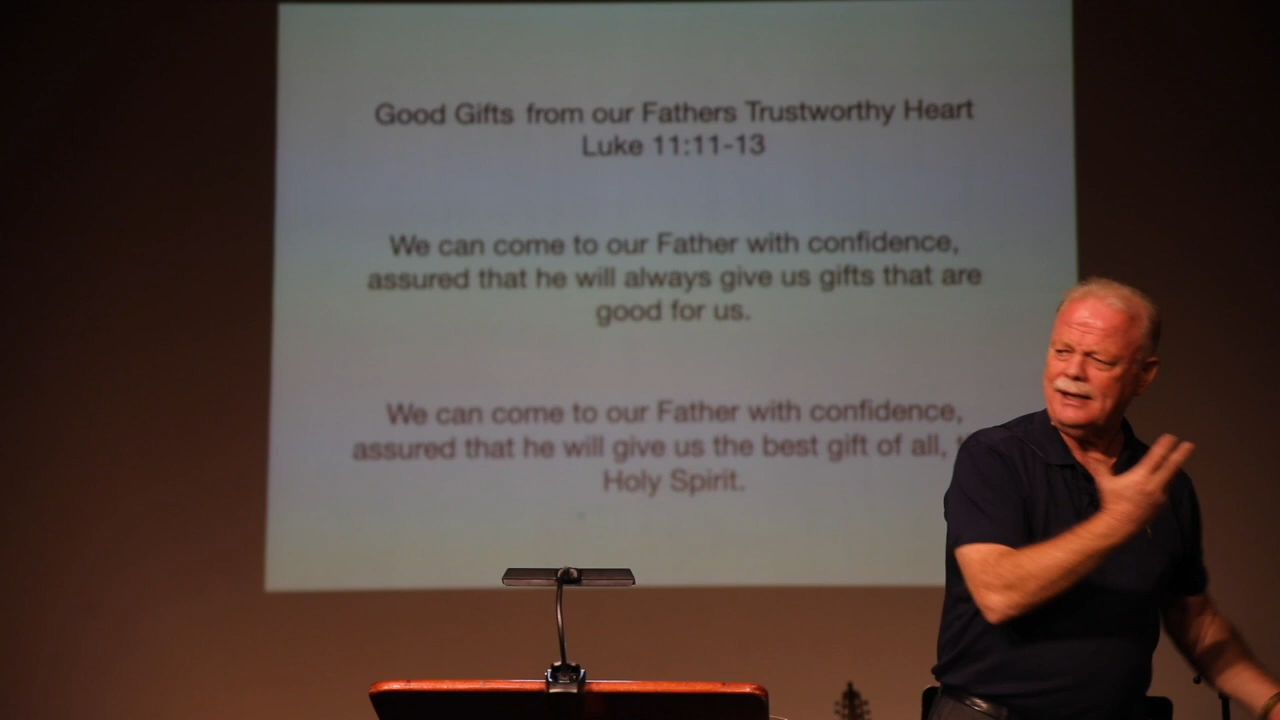 Good Gifts from our Fathers Trustworthy Heart
Luke 11:11-13
We can come to our Father with confidence,
assured that he will always give us gifts that are
good for us.
We can come to our Father with confidence,
assured that he will give us the best gift of all,
Holy Spirit.